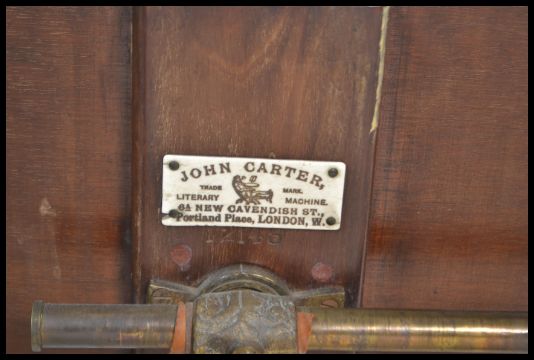 JOHN CARTER,
TRADE MARK.
LITERARY MACHINE.
6A NEW CAVENDISH ST.,
Portland Place, LONDON, W.